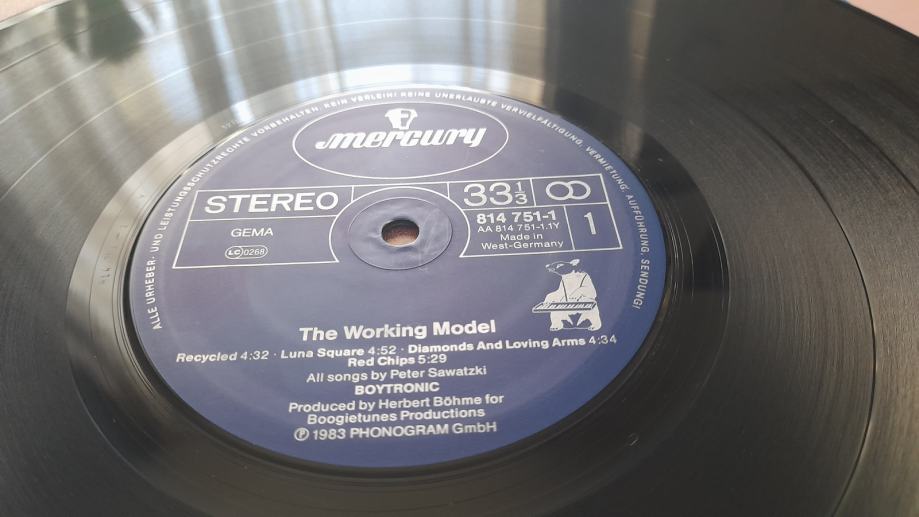 ALLE URHEBER- UND LEISTUNGSSCHUTZRECHTE VORBEHALTEN. KEIN VERLEIH! KEINE UNERLAUBTE VERVIELFÄLTIGUNG, VERMIETUNG, AUFFÜHRUNG, SENDUNG!
mercury
STEREO
33 1/3
GEMA
LC 0268
814 751-1
AA 814 751-1.1Y
Made in
West-Germany
1
The Working Model
Recycled 4:32 · Luna Square 4:52 · Diamonds And Loving Arms 4:34
Red Chips 5:29
All songs by Peter Sawatzki
BOYTRONIC
Produced by Herbert Böhme for
Boogietunes Productions
℗ 1983 PHONOGRAM GmbH